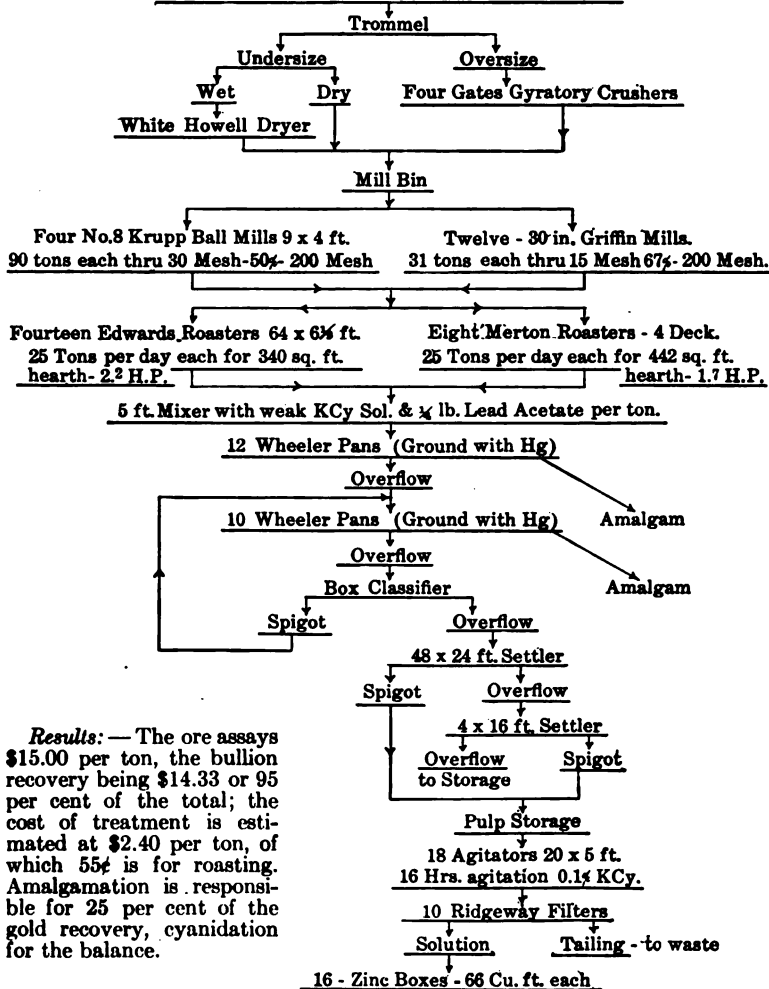 Trommel
Undersize
Oversize
Wet
Dry
Four Gates Gyratory Crushers
White Howell Dryer
Mill Bin
Four No.8 Krupp Ball Mills 9 x 4 ft.
90 tons each thru 30 Mesh-50%- 200 Mesh
Twelve - 30 in. Griffin Mills.
31 tons each thru 15 Mesh 67%- 200 Mesh.
Fourteen Edwards Roasters 64 x 6½ ft.
25 Tons per day each for 340 sq. ft.
hearth- 2.2 H.P.
Eight Merton Roasters - 4 Deck.
25 Tons per day each for 442 sq. ft.
hearth- 1.7 H.P.
5 ft. Mixer with weak KCy Sol. & lb. Lead Acetate per ton.
12 Wheeler Pans (Ground with Hg)
Overflow
Amalgam
10 Wheeler Pans (Ground with Hg)
Overflow
Amalgam
Box Classifier
Spigot
Overflow
48 x 24 ft. Settler
Spigot
Overflow
4 x 16 ft. Settler
Overflow
to Storage
Spigot
Pulp Storage
18 Agitators 20 x 5 ft.
16 Hrs. agitation 0.1% KCy.
10 Ridgeway Filters
Solution
Tailing - to waste
16 - Zinc Boxes - 66 Cu. ft. each
Results: — The ore assays
$15.00 per ton, the bullion
recovery being $14.33 or 95
per cent of the total; the
cost of treatment is esti-
mated at $2.40 per ton, of
which 55¢ is for roasting.
Amalgamation is responsi-
ble for 25 per cent of the
gold recovery, cyanidation
for the balance.